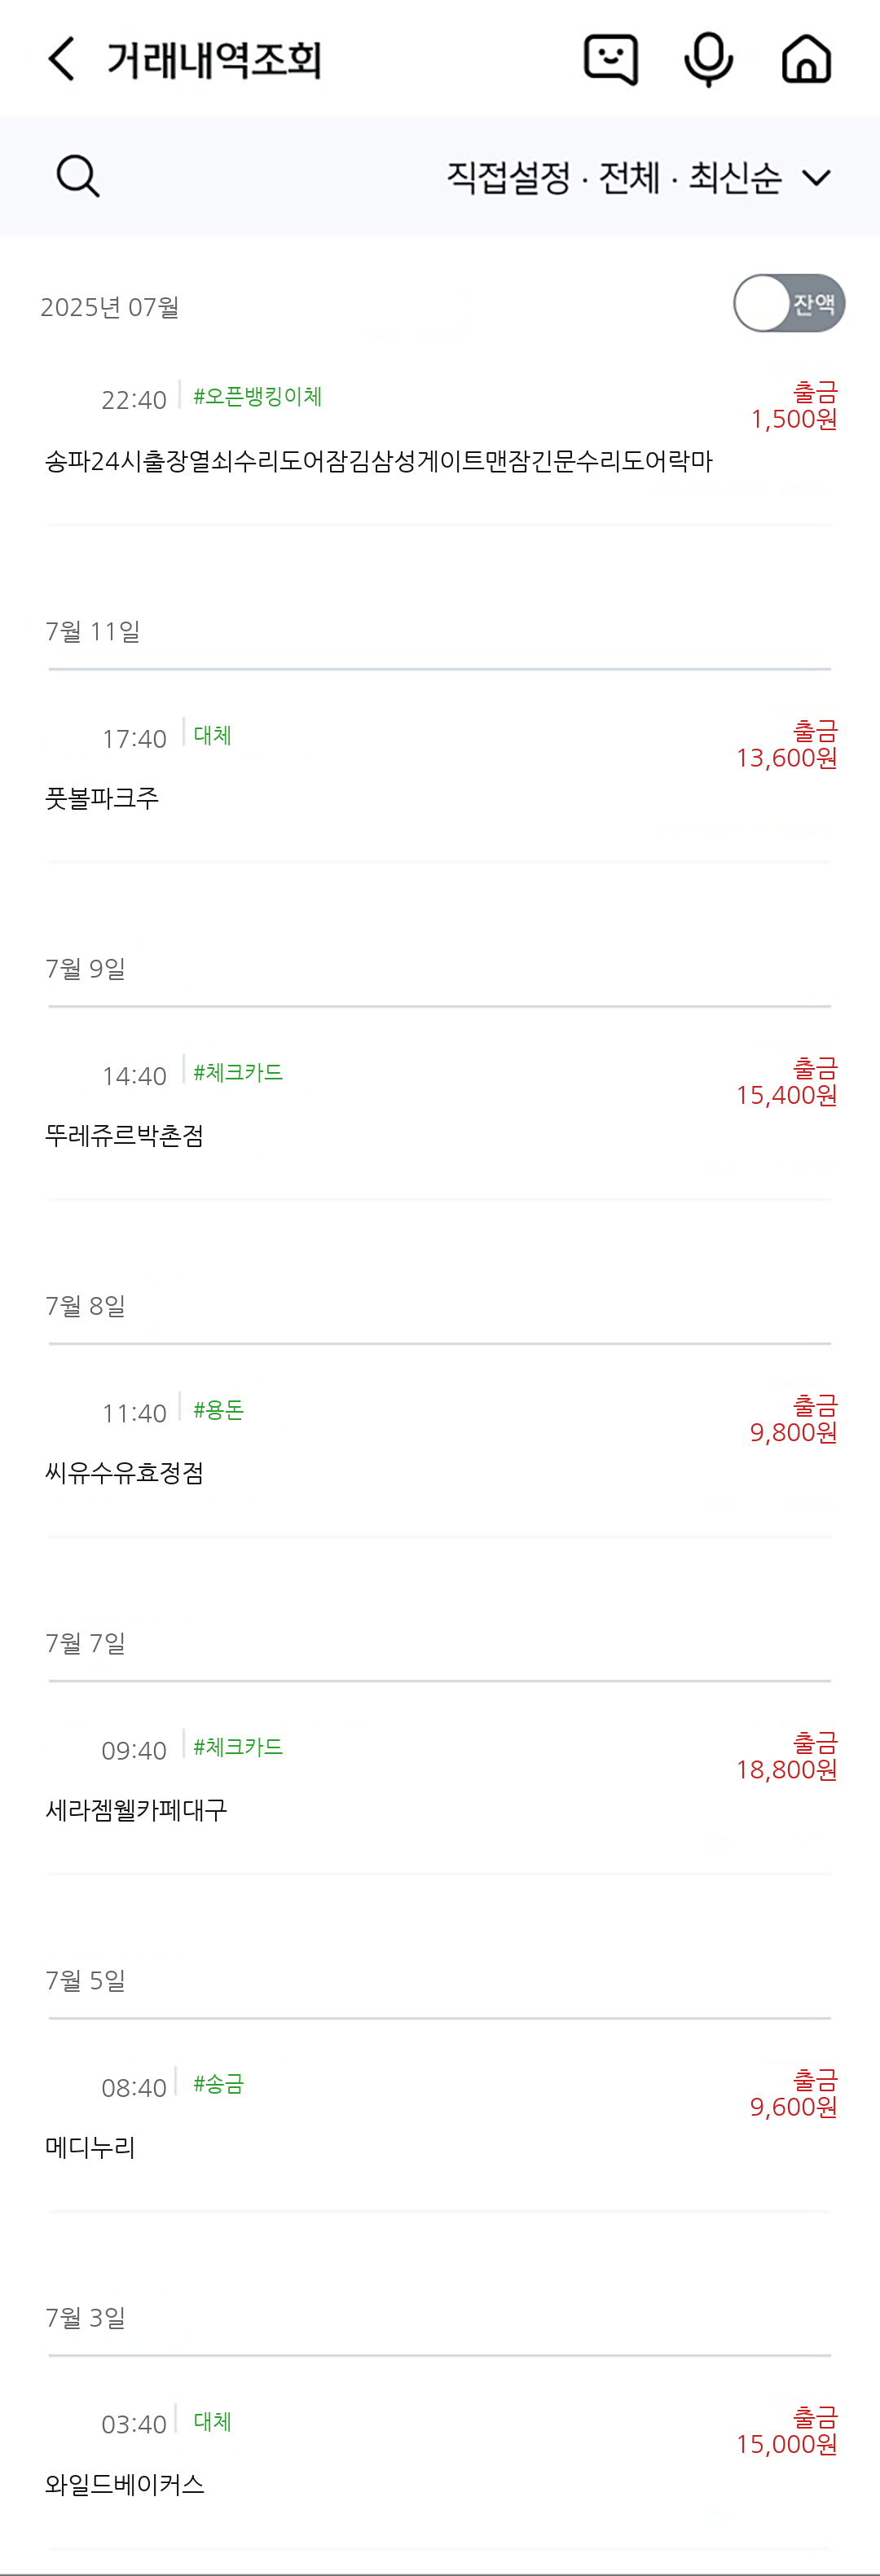 거래내역조회
직접설정 · 전체 · 최신순
2025년 07월
잔액
22:40 #오픈뱅킹이체
출금
1,500원
송파24시출장열쇠수리도어잠김삼성게이트맨잠긴문수리도어락마
7월 11일
17:40 대체
출금
13,600원
풋볼파크주
7월 9일
14:40 #체크카드
출금
15,400원
뚜레쥬르박촌점
7월 8일
11:40 #용돈
출금
9,800원
씨유수유효정점
7월 7일
09:40 #체크카드
출금
18,800원
세라젬웰카페대구
7월 5일
08:40 #송금
출금
9,600원
메디누리
7월 3일
03:40 대체
출금
15,000원
와일드베이커스